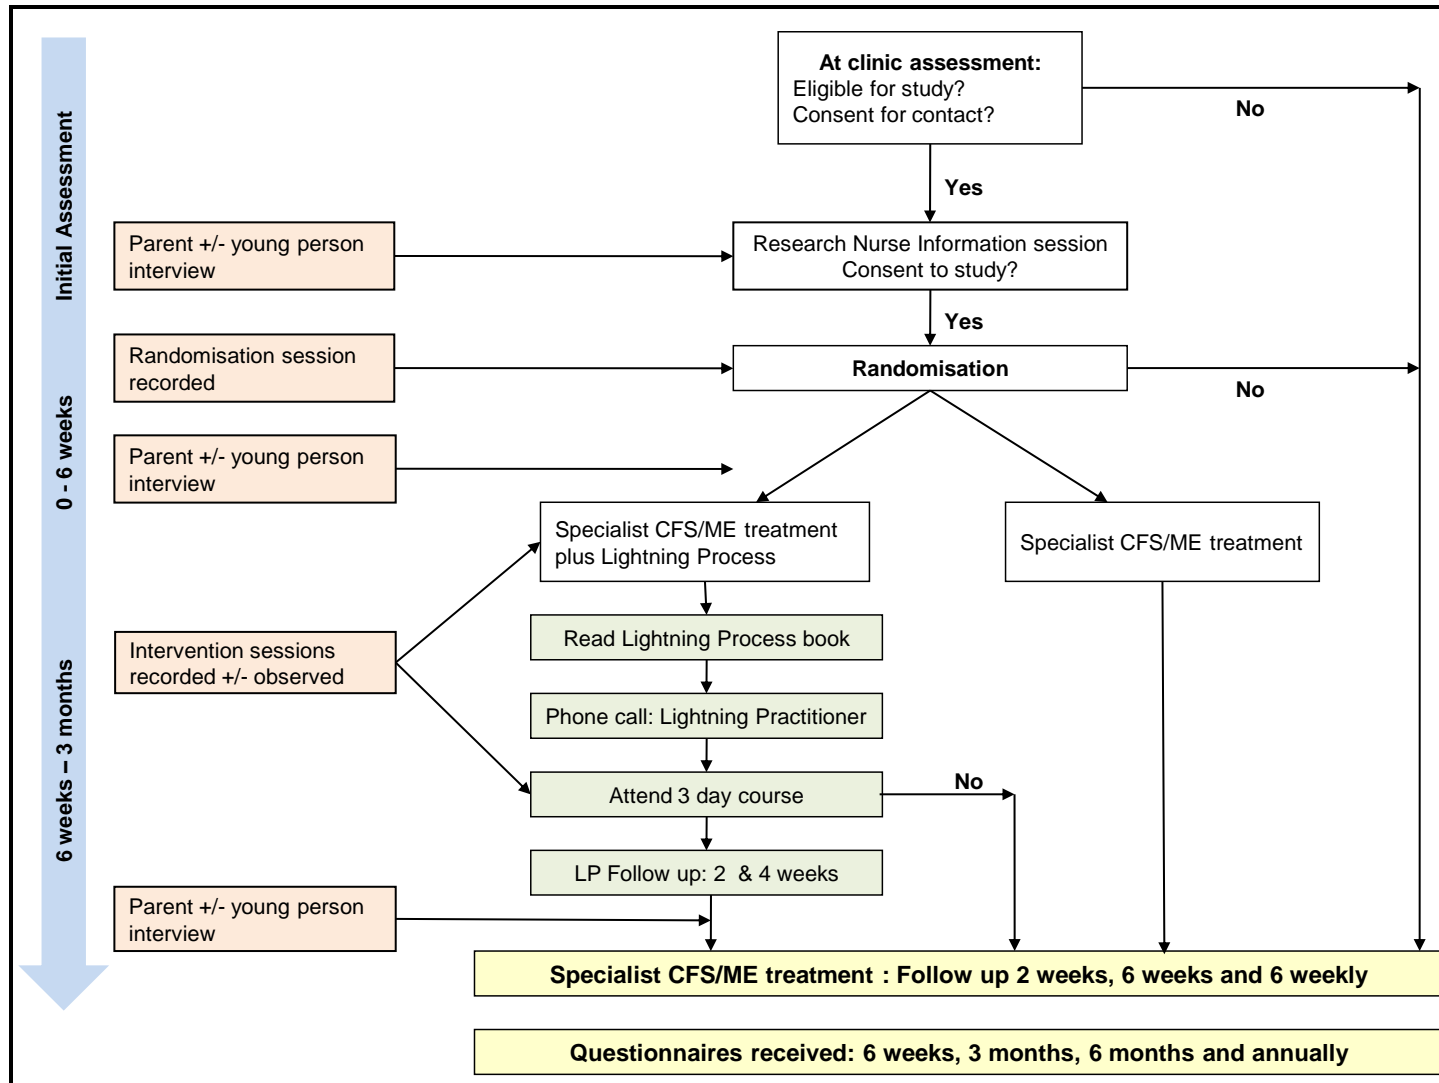 At clinic assessment:
Eligible for study?
Consent for contact?
No
Yes
Initial Assessment
Parent +/- young person
interview
Research Nurse Information session
Consent to study?
Yes
Randomisation session
recorded
Randomisation
No
0 - 6 weeks
Parent +/- young person
interview
Specialist CFS/ME treatment
plus Lightning Process
Specialist CFS/ME treatment
Read Lightning Process book
Intervention sessions
recorded +/- observed
Phone call: Lightning Practitioner
6 weeks – 3 months
Attend 3 day course
No
LP Follow up: 2 & 4 weeks
Parent +/- young person
interview
Specialist CFS/ME treatment : Follow up 2 weeks, 6 weeks and 6 weekly
Questionnaires received: 6 weeks, 3 months, 6 months and annually